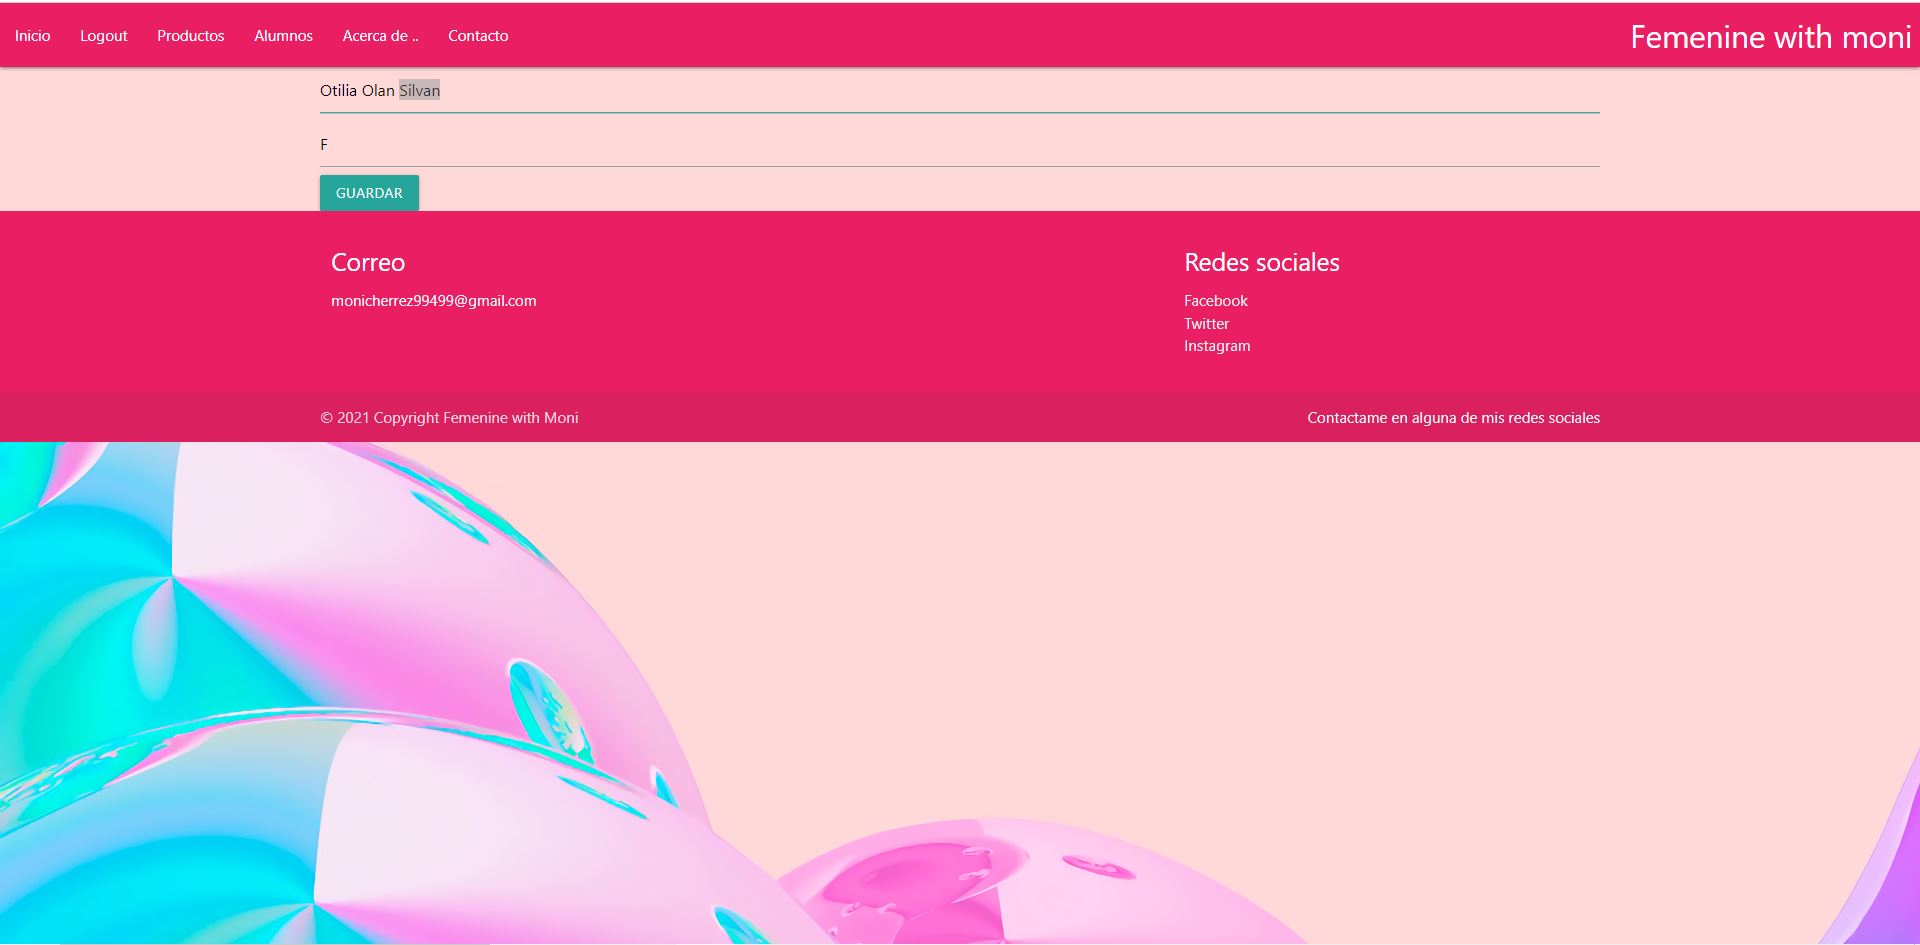 Inicio Logout Productos Alumnos Acerca de .. Contacto Femenine with moni
Otilia Olan Silvan
F
GUARDAR
Correo
monicherrez99499@gmail.com
Redes sociales
Facebook
Twitter
Instagram
© 2021 Copyright Femenine with Moni
Contactame en alguna de mis redes sociales